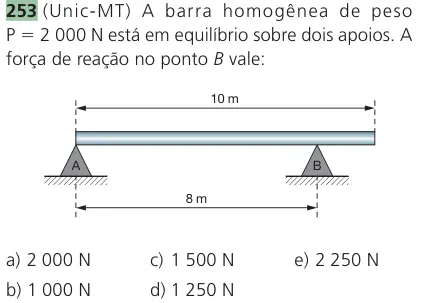 253 (Unic-MT) A barra homogênea de peso
P = 2 000 N está em equilíbrio sobre dois apoios. A
força de reação no ponto B vale:
10 m
A
B
8 m
a) 2 000 N c) 1 500 N e) 2 250 N
b) 1 000 N d) 1 250 N